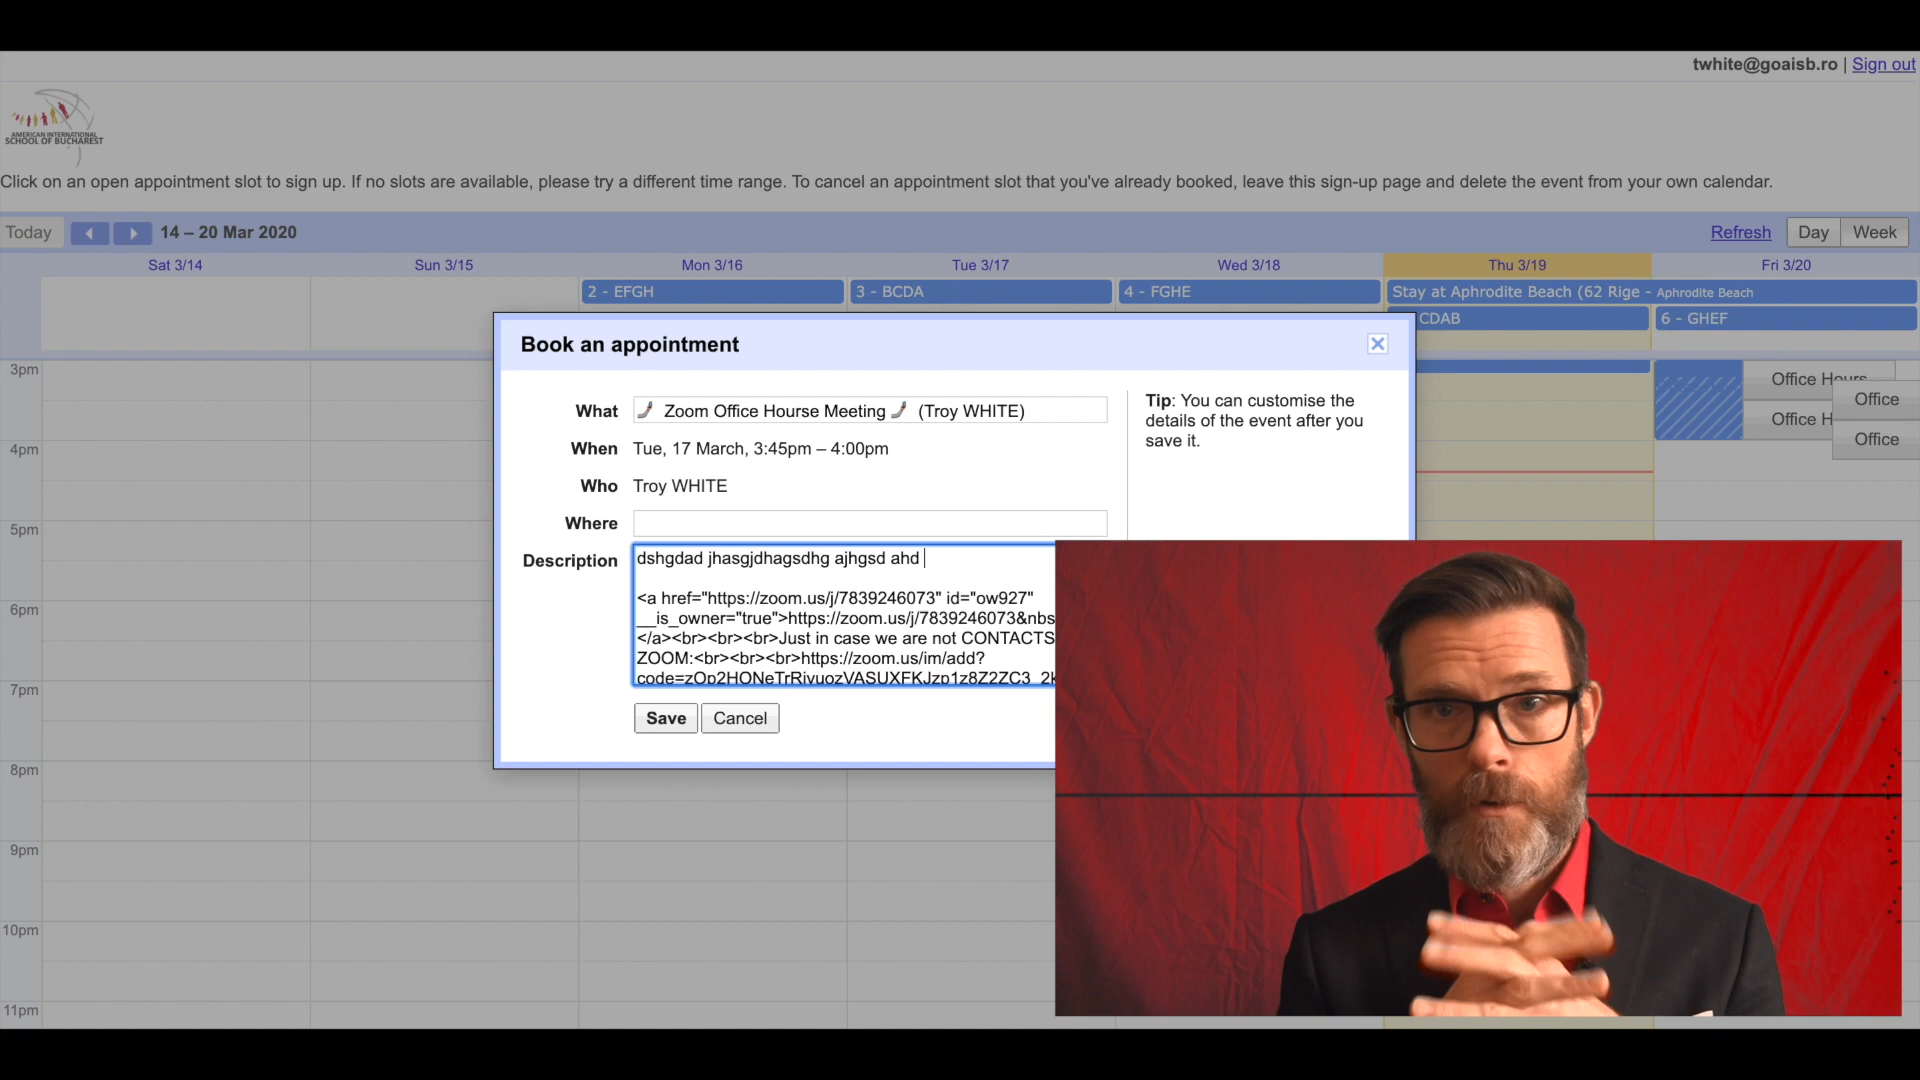 twhite@goaisb.ro | Sign out
AMERICAN INTERNATIONAL
SCHOOL OF BUCHAREST
Click on an open appointment slot to sign up. If no slots are available, please try a different time range. To cancel an appointment slot that you've already booked, leave this sign-up page and delete the event from your own calendar.
Today 14 – 20 Mar 2020 Refresh Day Week
Sat 3/14 Sun 3/15 Mon 3/16 Tue 3/17 Wed 3/18 Thu 3/19 Fri 3/20
2 - EFGH 3 - BCDA 4 - FGHE Stay at Aphrodite Beach (62 Rige - Aphrodite Beach
CDAB 6 - GHEF
Book an appointment
What Zoom Office Hourse Meeting (Troy WHITE)
When Tue, 17 March, 3:45pm – 4:00pm
Who Troy WHITE
Where
Description dshgdad jhasgjdhagsdhg ajhgsd ahd
<a href="https://zoom.us/j/7839246073" id="ow927"
__is_owner="true">https://zoom.us/j/7839246073&nbs
</a><br><br><br>Just in case we are not CONTACTS
ZOOM:<br><br><br>https://zoom.us/im/add?
Save Cancel
Tip: You can customise the
details of the event after you
save it.
3pm
4pm
5pm
6pm
7pm
8pm
9pm
10pm
11pm
Office Hours
Office
Office H
Office